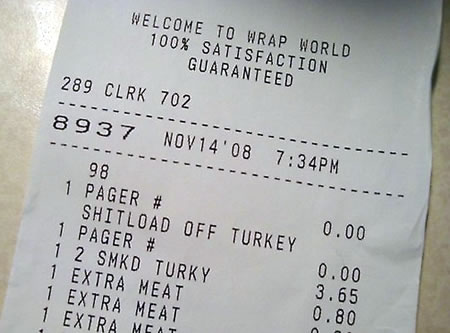 WELCOME TO WRAP WORLD
100% SATISFACTION
GUARANTEED
289 CLRK 702
8937 NOV14'08 7:34PM
98
1 PAGER # 0.00
SHITLOAD OFF TURKEY
1 PAGER # 0.00
1 2 SMKD TURKY 3.65
1 EXTRA MEAT 0.80
1 EXTRA MEAT
1 EXTRA MEAT